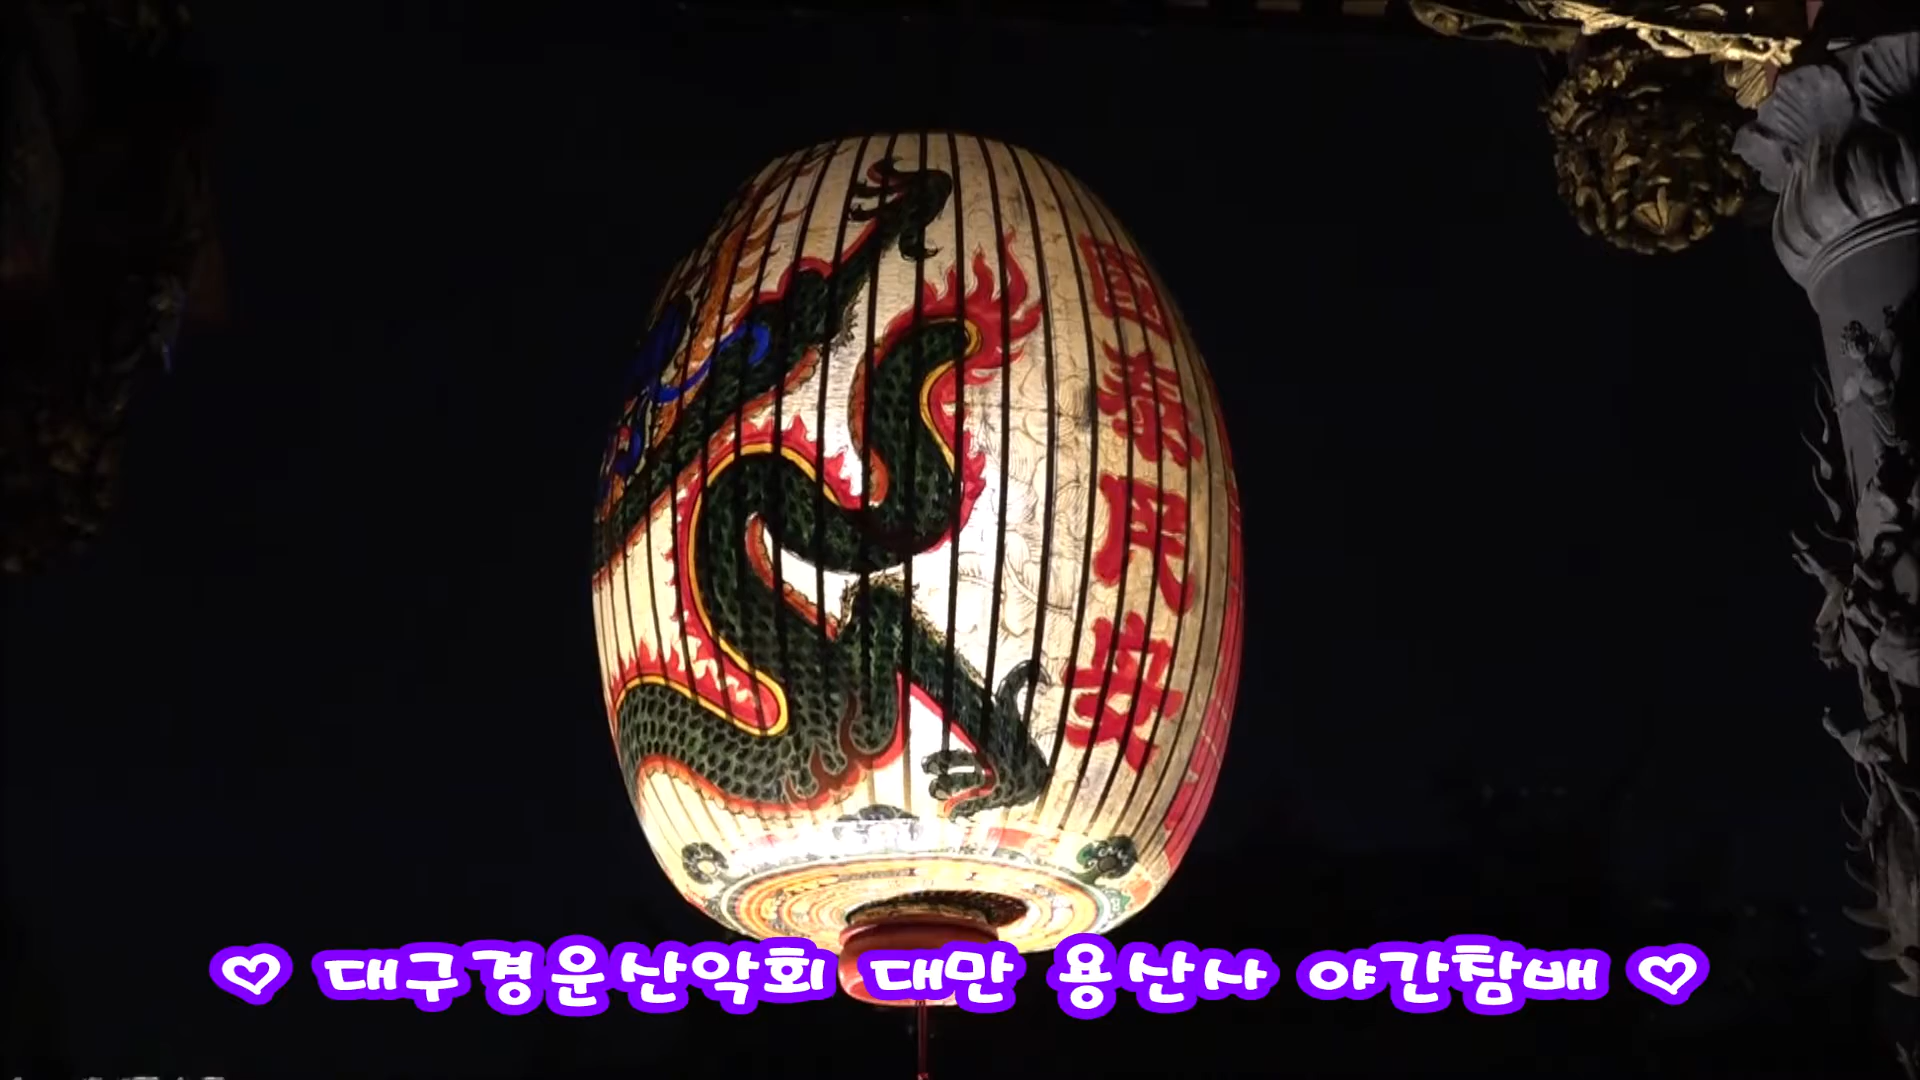 國泰民安
♡ 대구경운산악회 대만 용산사 야간탐배 ♡